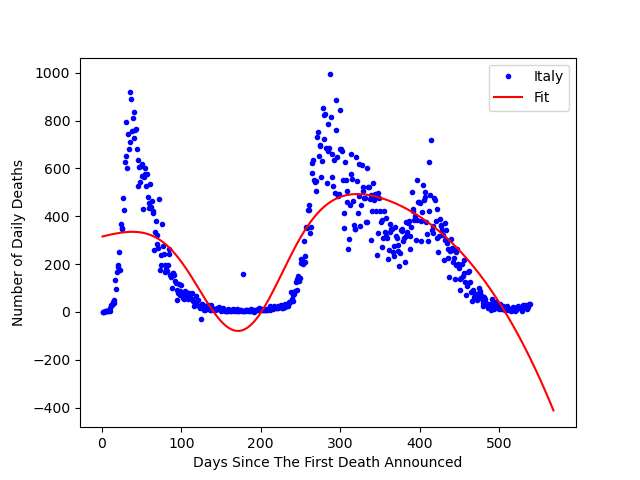 Italy
Fit
1000
800
600
400
200
0
−200
−400
0 100 200 300 400 500
Number of Daily Deaths
Days Since The First Death Announced